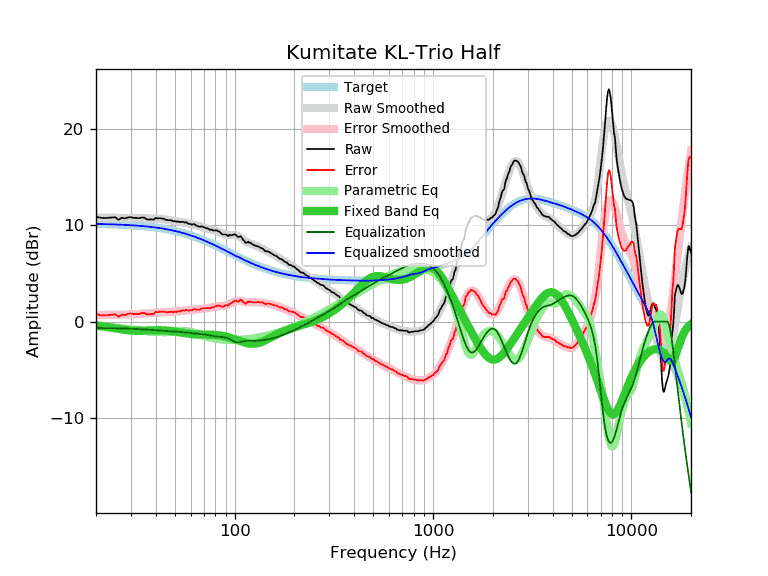 Kumitate KL-Trio Half
Target
Raw Smoothed
Error Smoothed
Raw
Error
Parametric Eq
Fixed Band Eq
Equalization
Equalized smoothed
Amplitude (dBr)
20
10
0
−10
100
1000
10000
Frequency (Hz)